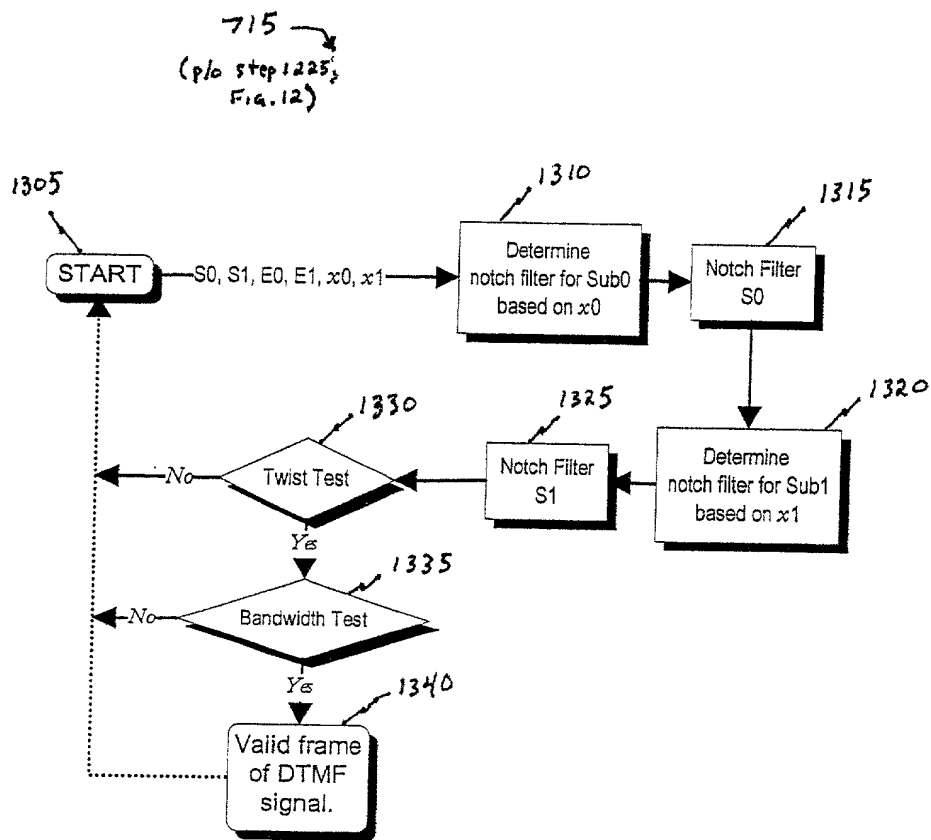 715
(p/o step 1225,
Fig. 12)
1305
START
S0, S1, E0, E1, x0, x1
1310
Determine
notch filter for Sub0
based on x0
1315
Notch Filter
S0
1320
Determine
notch filter for Sub1
based on x1
1325
Notch Filter
S1
1330
Twist Test
No
Yes
1335
Bandwidth Test
No
Yes
1340
Valid frame
of DTMF
signal.